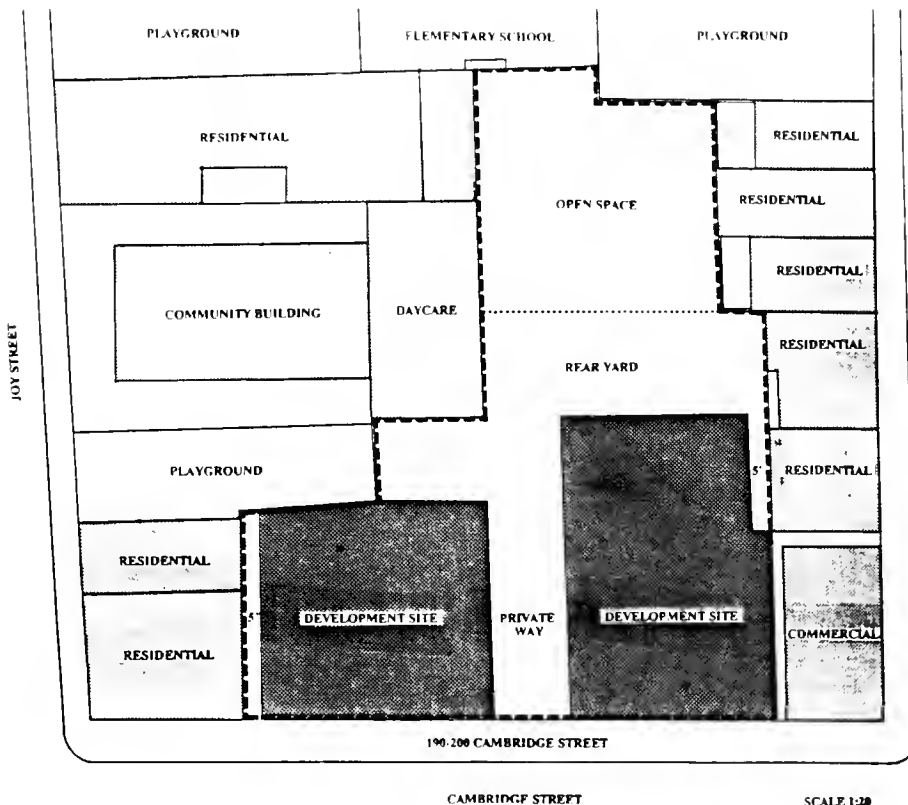 PLAYGROUND
ELEMENTARY SCHOOL
PLAYGROUND
RESIDENTIAL
RESIDENTIAL
OPEN SPACE
RESIDENTIAL
RESIDENTIAL
COMMUNITY BUILDING
DAYCARE
JOY STREET
REAR YARD
RESIDENTIAL
PLAYGROUND
5'
RESIDENTIAL
RESIDENTIAL
5'
DEVELOPMENT SITE
PRIVATE
WAY
DEVELOPMENT SITE
COMMERCIAL
RESIDENTIAL
190-200 CAMBRIDGE STREET
CAMBRIDGE STREET
SCALE 1:20